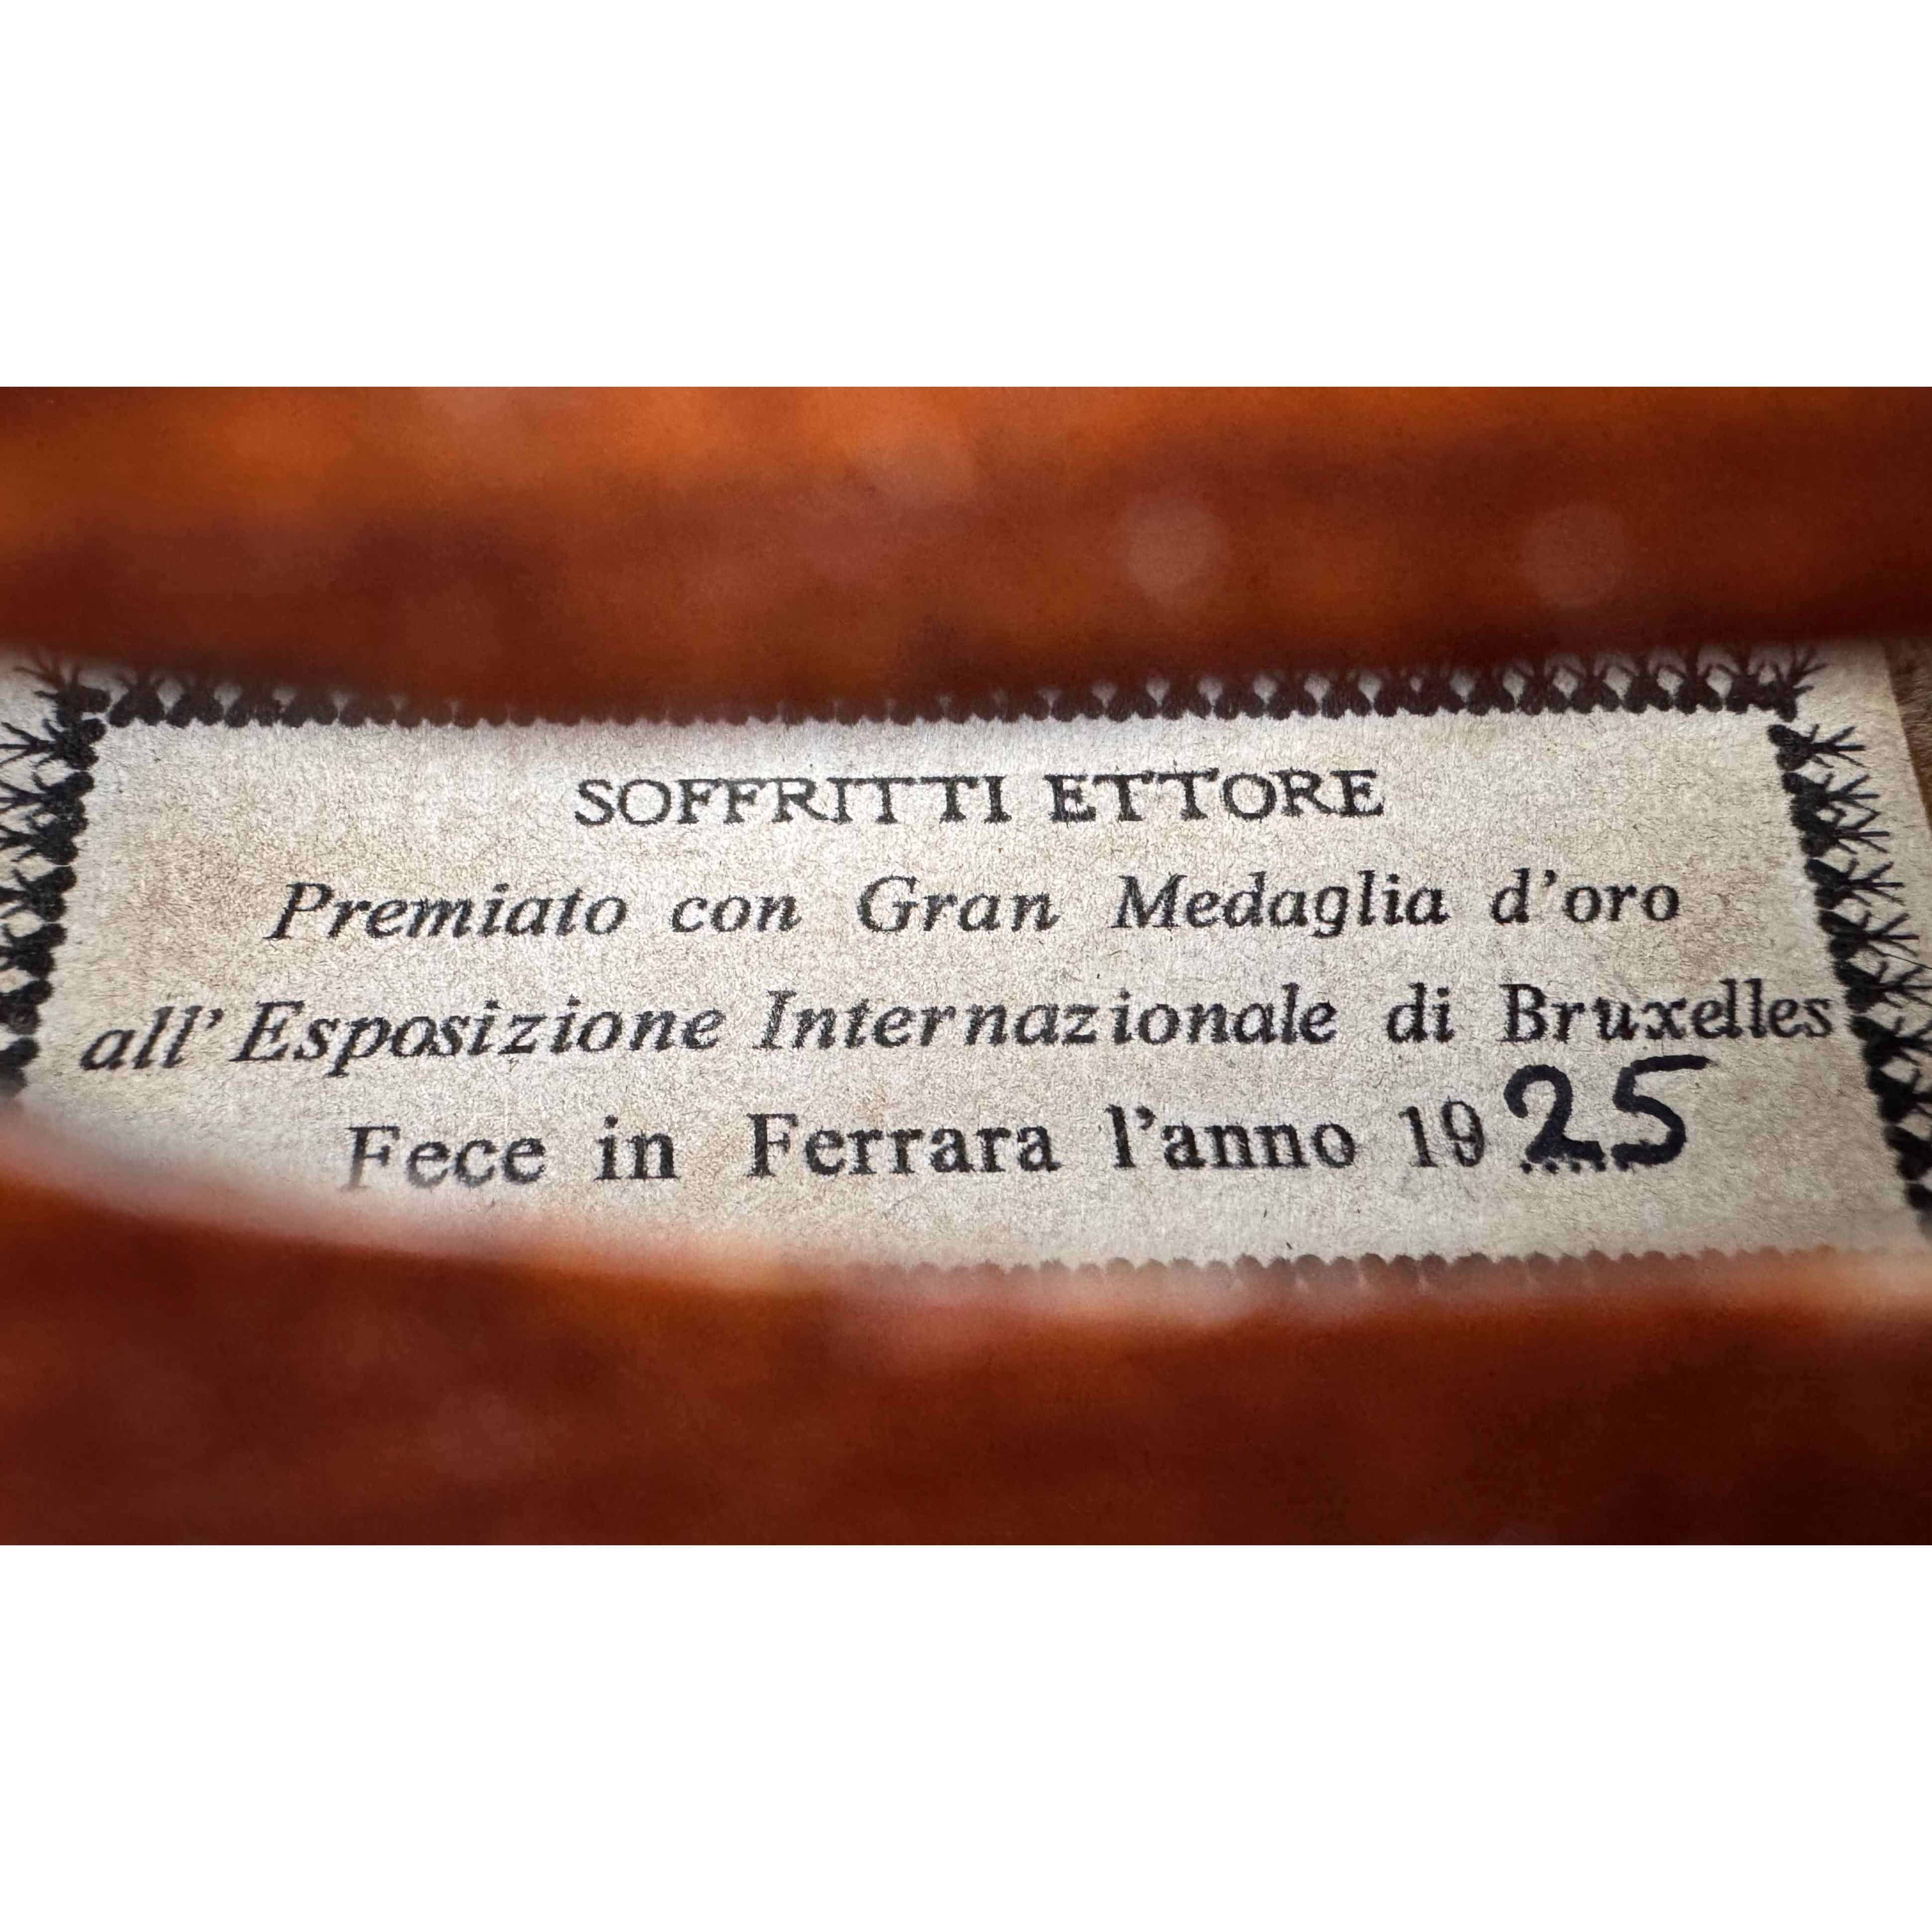 SOFFRITTI ETTORE
Premiato con Gran Medaglia d'oro
all' Esposizione Internazionale di Bruxelles
Fece in Ferrara l'anno 1925